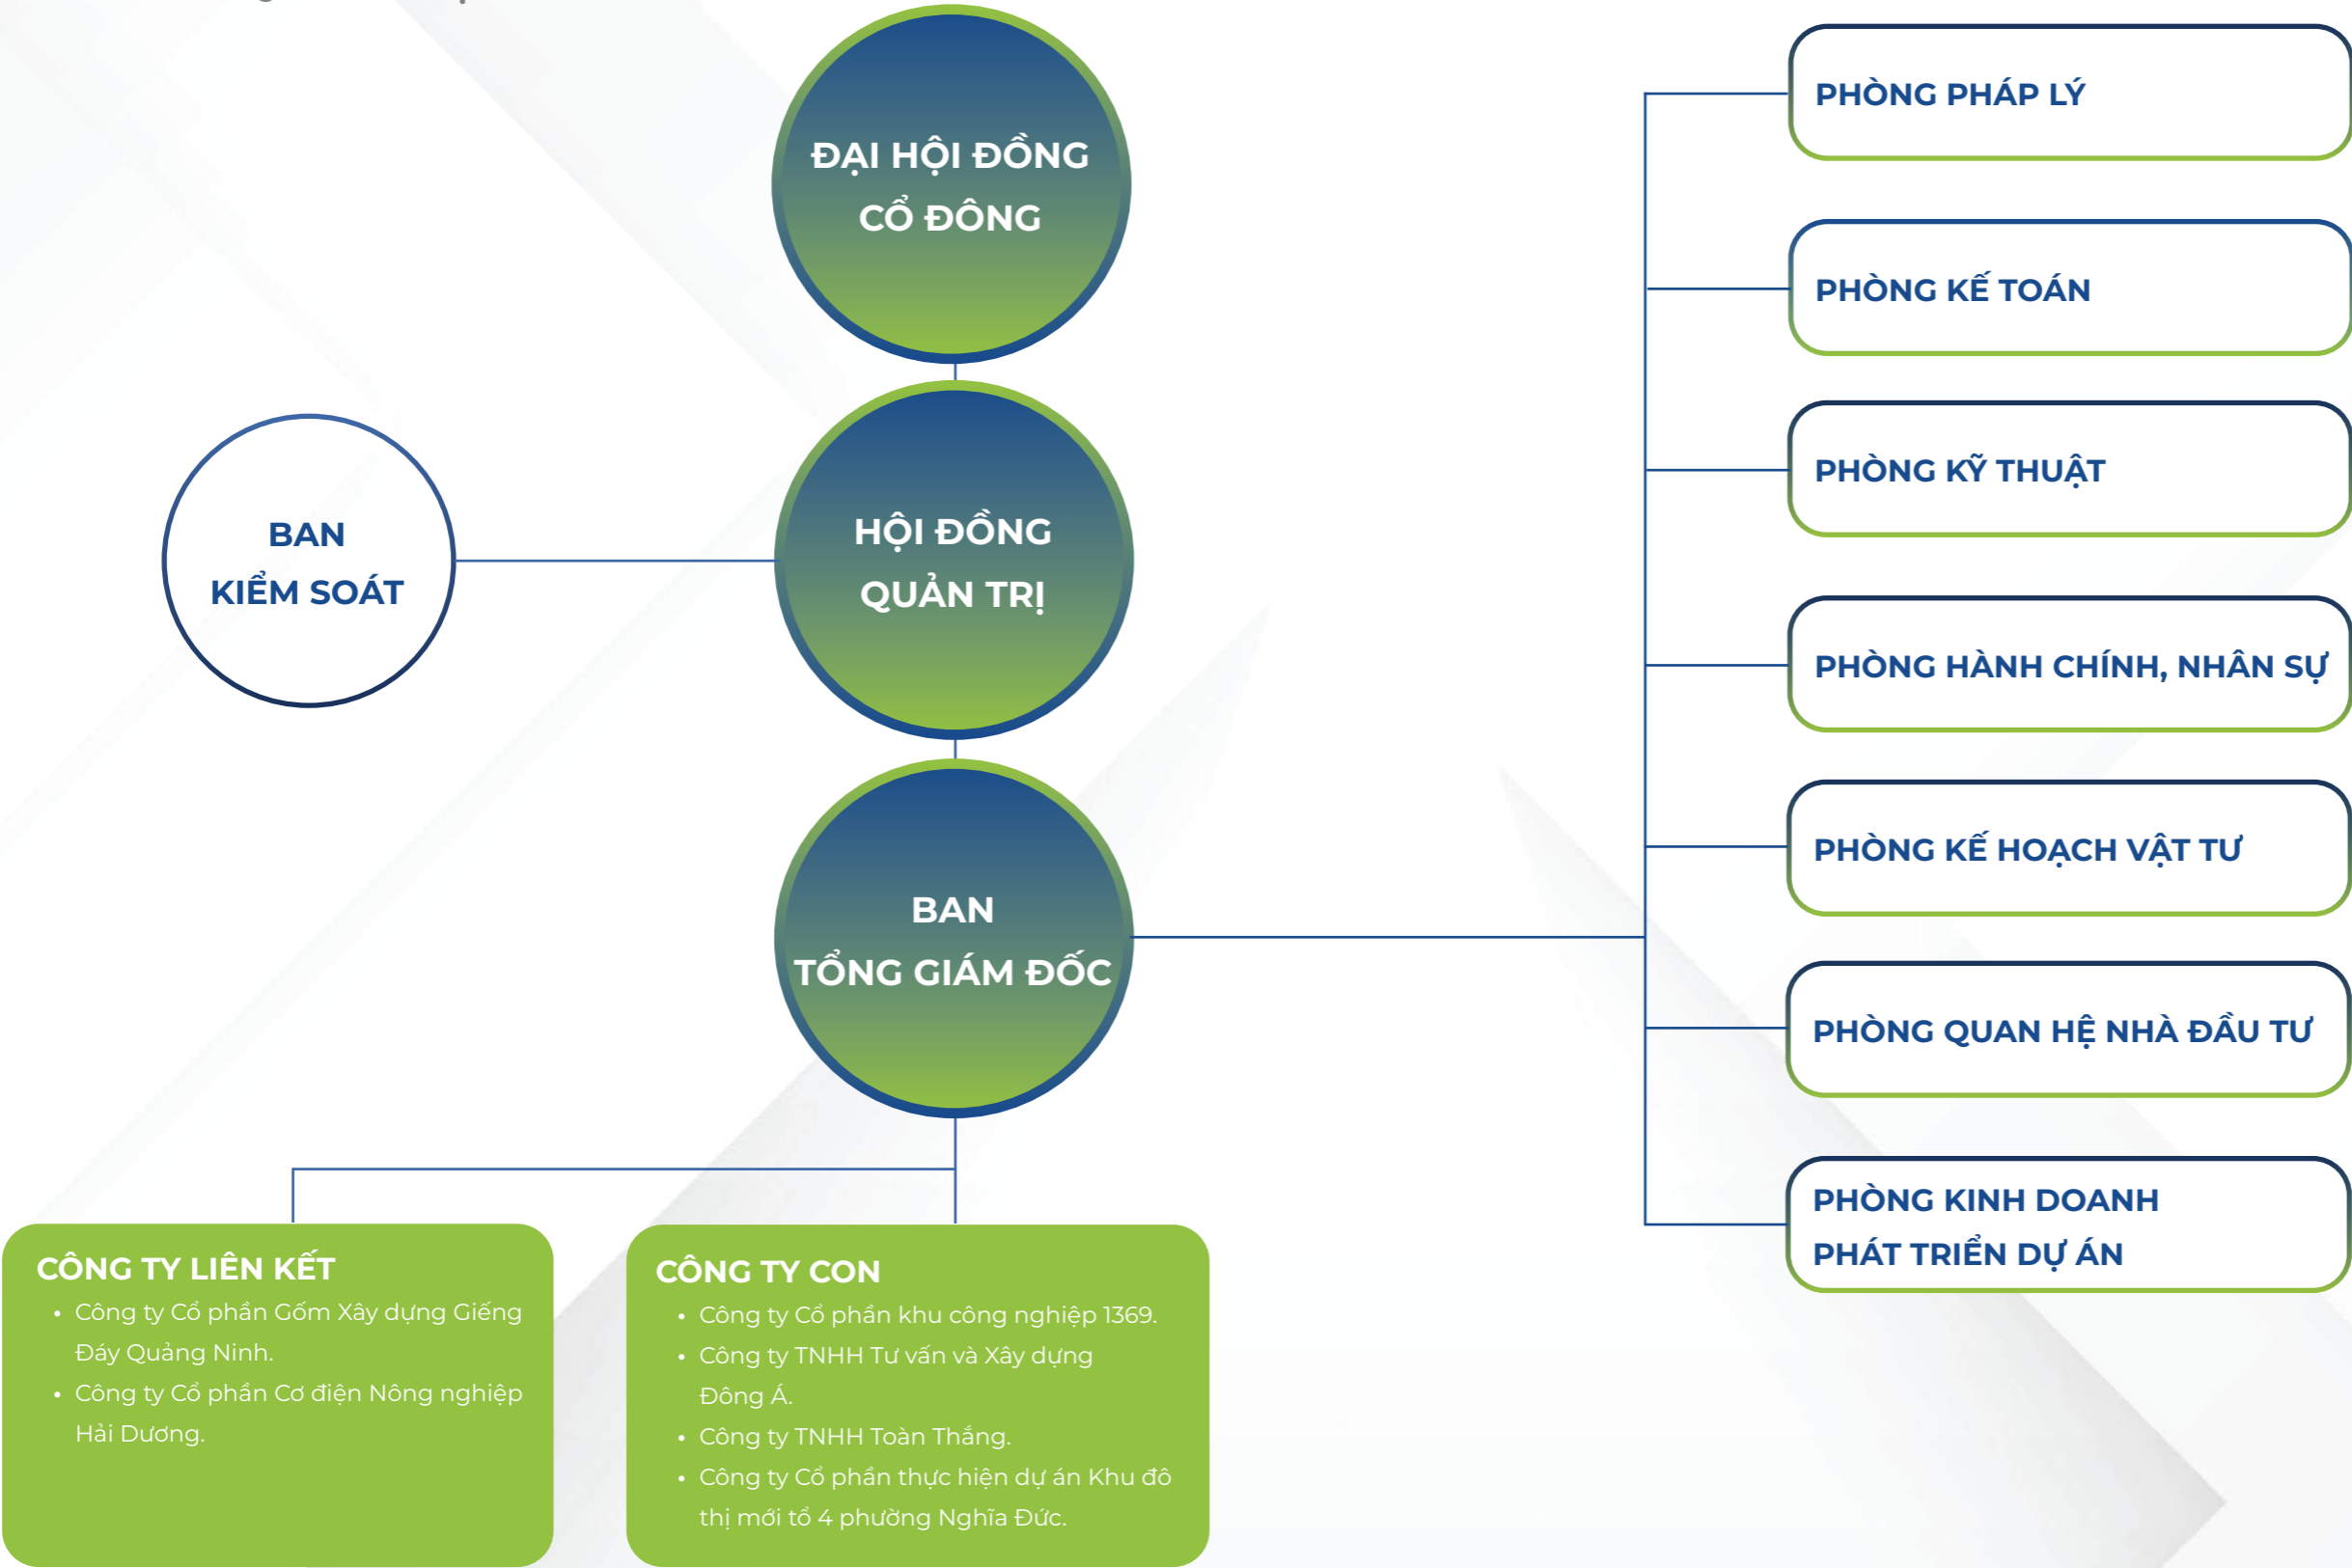 ĐẠI HỘI ĐỒNG
CỔ ĐÔNG
HỘI ĐỒNG
QUẢN TRỊ
BAN
KIỂM SOÁT
BAN
TỔNG GIÁM ĐỐC
PHÒNG PHÁP LÝ
PHÒNG KẾ TOÁN
PHÒNG KỸ THUẬT
PHÒNG HÀNH CHÍNH, NHÂN SỰ
PHÒNG KẾ HOẠCH VẬT TƯ
PHÒNG QUAN HỆ NHÀ ĐẦU TƯ
PHÒNG KINH DOANH
PHÁT TRIỂN DỰ ÁN
CÔNG TY LIÊN KẾT
• Công ty Cổ phần Gốm Xây dựng Giếng
Đáy Quảng Ninh.
• Công ty Cổ phần Cơ điện Nông nghiệp
Hải Dương.
CÔNG TY CON
• Công ty Cổ phần khu công nghiệp 1369.
• Công ty TNHH Tư vấn và Xây dựng
Đông Á.
• Công ty TNHH Toàn Thắng.
• Công ty Cổ phần thực hiện dự án Khu đô
thị mới tổ 4 phường Nghĩa Đức.